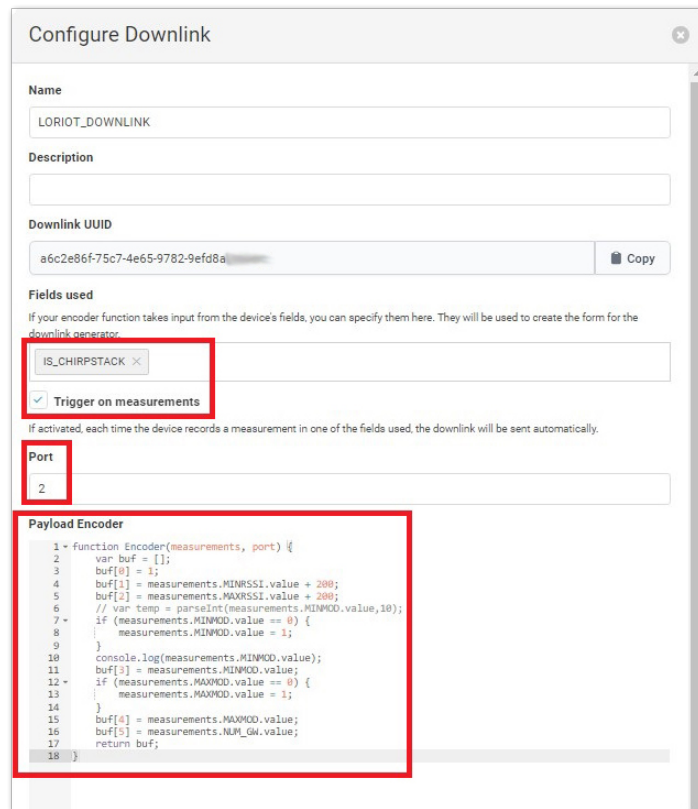 Configure Downlink
Name
LORIOT_DOWNLINK
Description
Downlink UUID
a6c2e86f-75c7-4e65-9782-9efd8a
Copy
Fields used
If your encoder function takes input from the device's fields, you can specify them here. They will be used to create the form for the
downlink generator.
IS_CHIRPSTACK ×
Trigger on measurements
If activated, each time the device records a measurement in one of the fields used, the downlink will be sent automatically.
Port
2
Payload Encoder
1 function Encoder(measurements, port) {
2 var buf = [];
3 buf[0] = 1;
4 buf[1] = measurements.MINRSSI.value + 200;
5 buf[2] = measurements.MAXRSSI.value + 200;
6 // var temp = parseInt(measurements.MINMOD.value,10);
7 if (measurements.MINMOD.value == 0) {
8 measurements.MINMOD.value = 1;
9 }
10 console.log(measurements.MINMOD.value);
11 buf[3] = measurements.MINMOD.value;
12 if (measurements.MAXMOD.value == 0) {
13 measurements.MAXMOD.value = 1;
14 }
15 buf[4] = measurements.MAXMOD.value;
16 buf[5] = measurements.NUM_GW.value;
17 return buf;
18 }